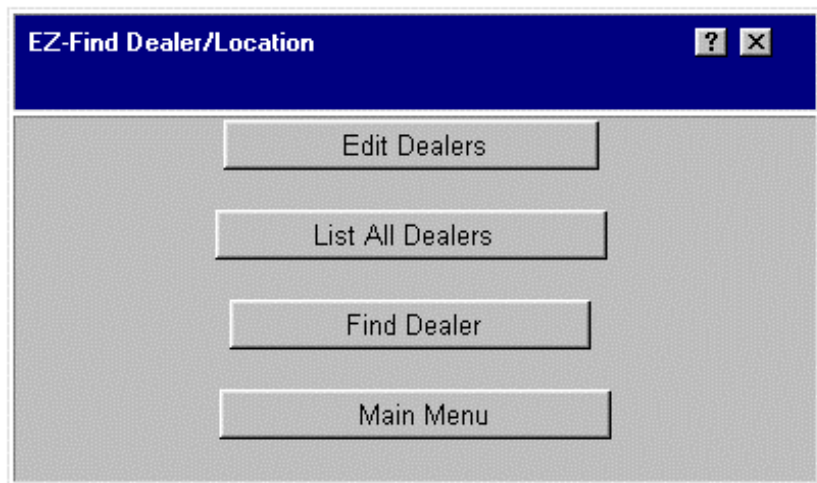 EZ-Find Dealer/Location ? X
Edit Dealers
List All Dealers
Find Dealer
Main Menu